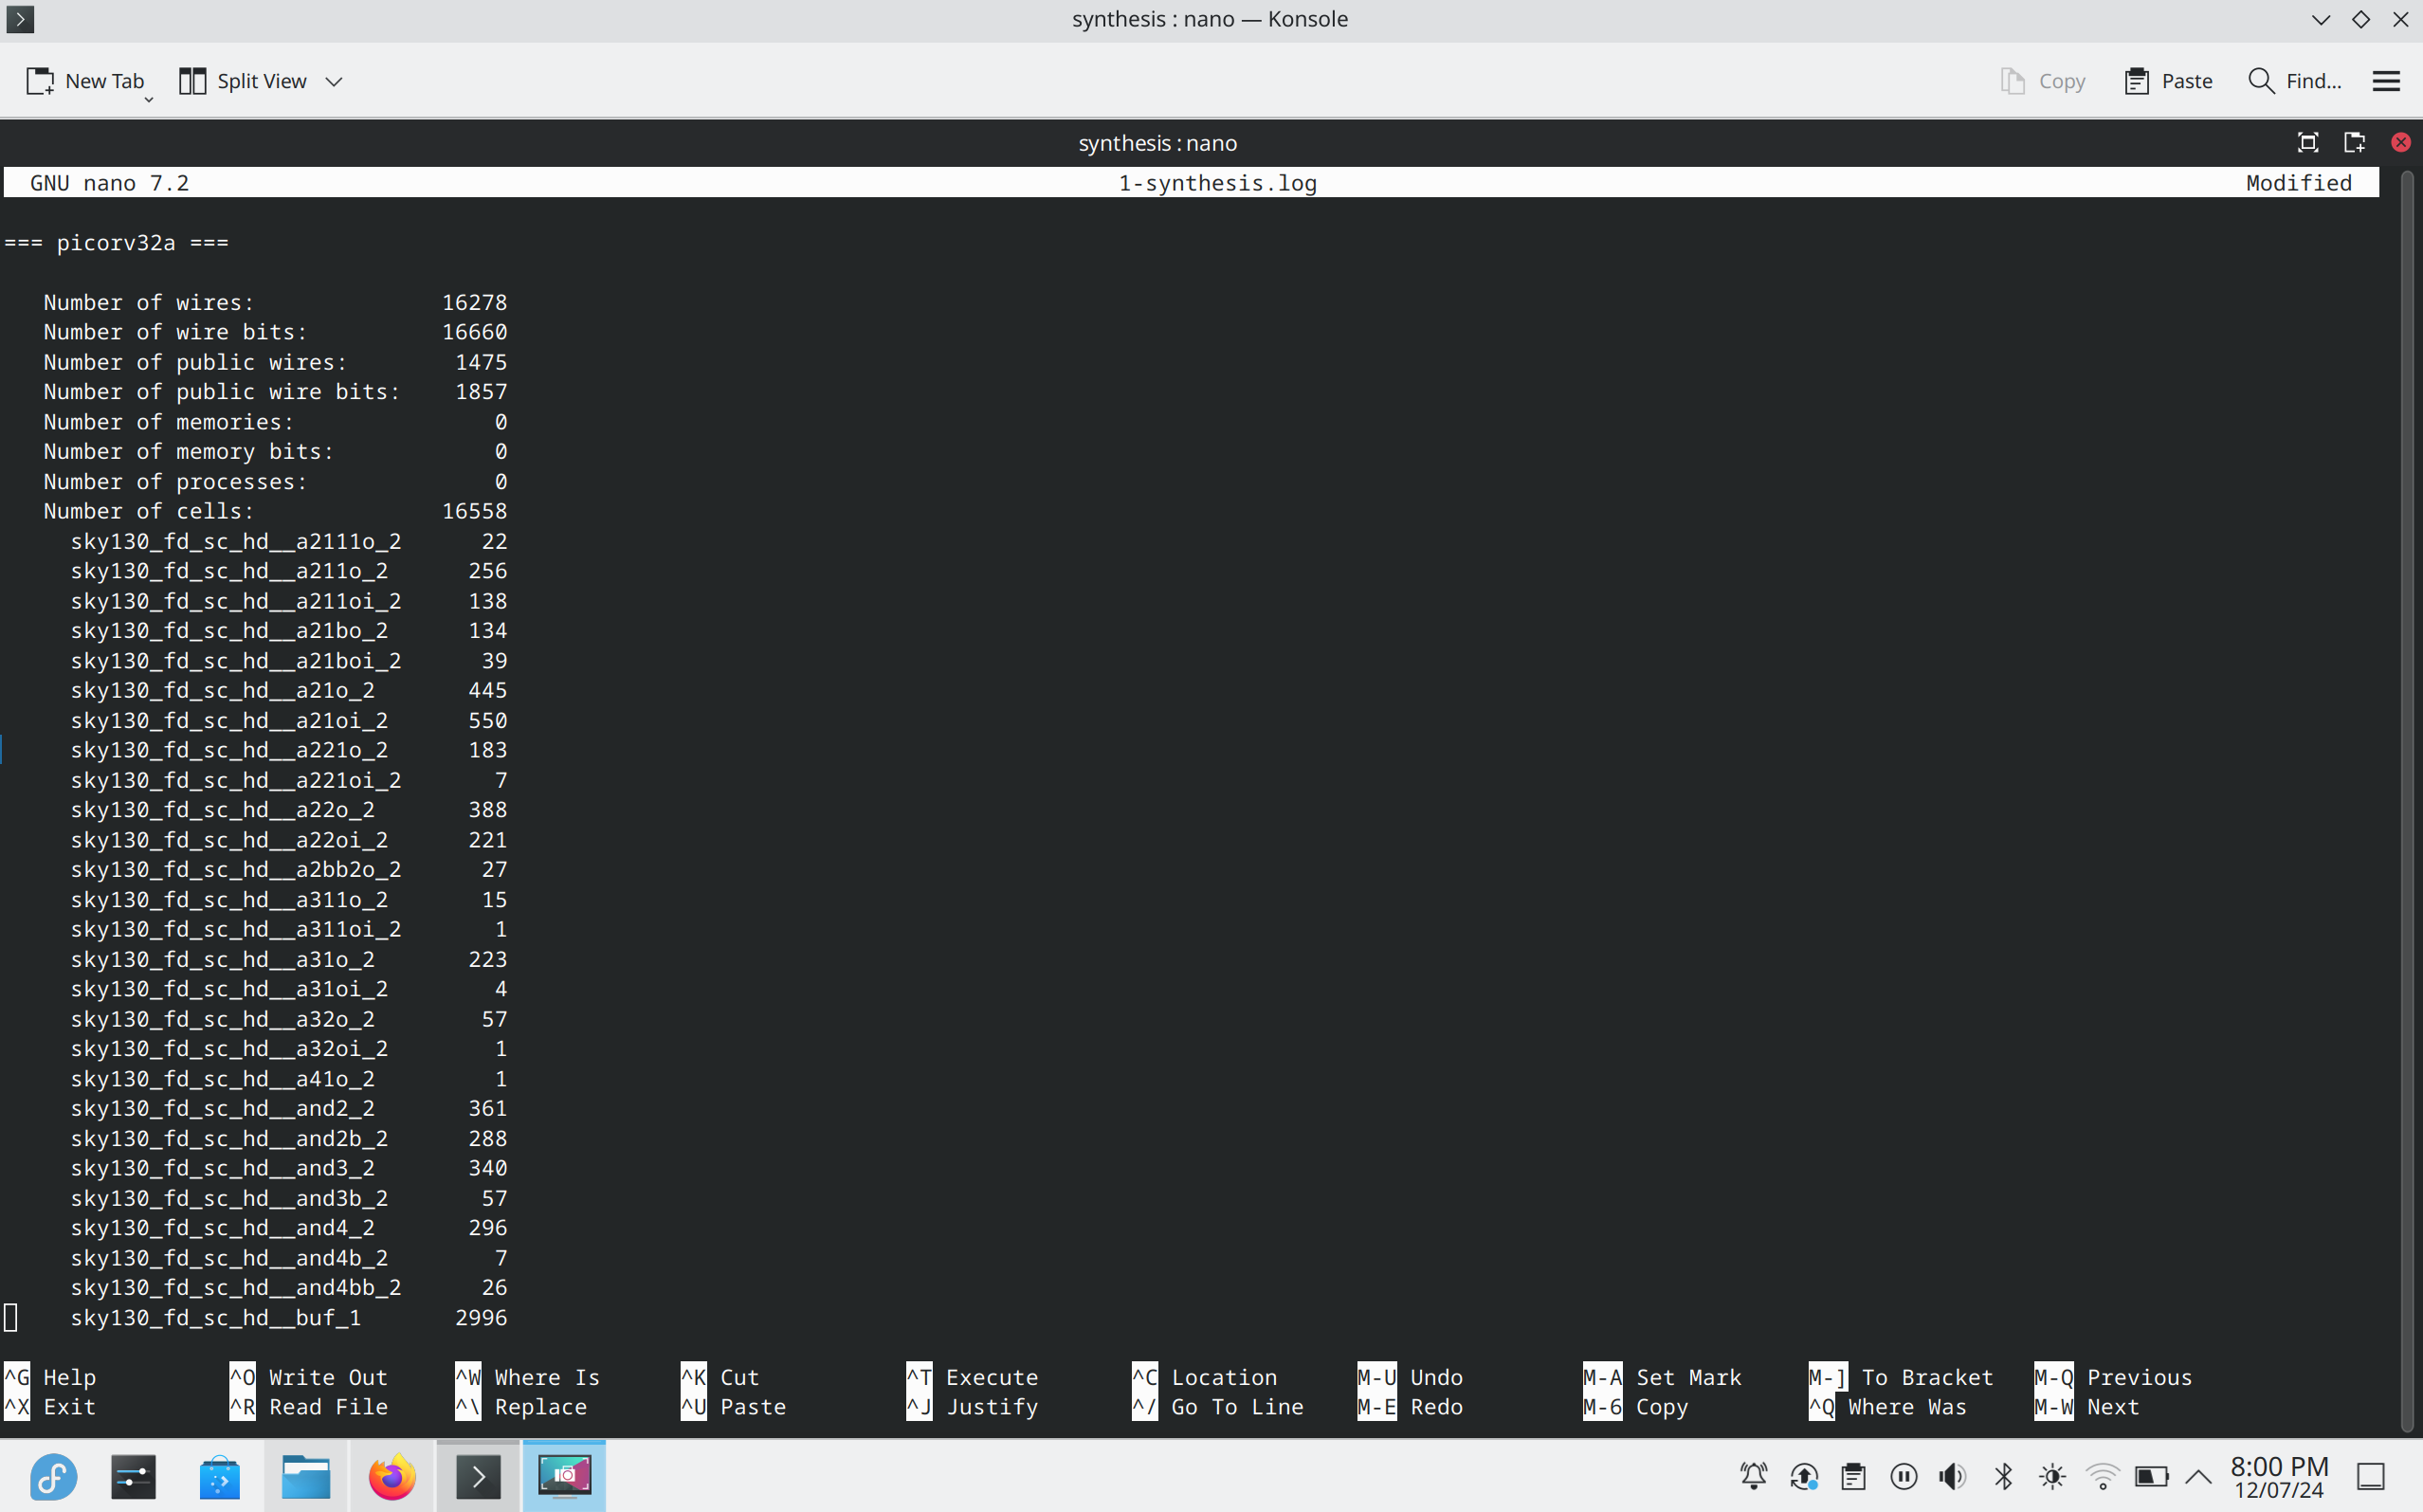 synthesis : nano — Konsole
New Tab Split View Copy Paste Find...
synthesis : nano
GNU nano 7.2 1-synthesis.log Modified
=== picorv32a ===
Number of wires: 16278
Number of wire bits: 16660
Number of public wires: 1475
Number of public wire bits: 1857
Number of memories: 0
Number of memory bits: 0
Number of processes: 0
Number of cells: 16558
sky130_fd_sc_hd__a2111o_2 22
sky130_fd_sc_hd__a211o_2 256
sky130_fd_sc_hd__a211oi_2 138
sky130_fd_sc_hd__a21bo_2 134
sky130_fd_sc_hd__a21boi_2 39
sky130_fd_sc_hd__a21o_2 445
sky130_fd_sc_hd__a21oi_2 550
sky130_fd_sc_hd__a221o_2 183
sky130_fd_sc_hd__a221oi_2 7
sky130_fd_sc_hd__a22o_2 388
sky130_fd_sc_hd__a22oi_2 221
sky130_fd_sc_hd__a2bb2o_2 27
sky130_fd_sc_hd__a311o_2 15
sky130_fd_sc_hd__a311oi_2 1
sky130_fd_sc_hd__a31o_2 223
sky130_fd_sc_hd__a31oi_2 4
sky130_fd_sc_hd__a32o_2 57
sky130_fd_sc_hd__a32oi_2 1
sky130_fd_sc_hd__a41o_2 1
sky130_fd_sc_hd__and2_2 361
sky130_fd_sc_hd__and2b_2 288
sky130_fd_sc_hd__and3_2 340
sky130_fd_sc_hd__and3b_2 57
sky130_fd_sc_hd__and4_2 296
sky130_fd_sc_hd__and4b_2 7
sky130_fd_sc_hd__and4bb_2 26
sky130_fd_sc_hd__buf_1 2996
^G Help ^O Write Out ^W Where Is ^K Cut ^T Execute ^C Location M-U Undo M-A Set Mark M-] To Bracket M-Q Previous
^X Exit ^R Read File ^\ Replace ^U Paste ^J Justify ^/ Go To Line M-E Redo M-6 Copy ^Q Where Was M-W Next
8:00 PM
12/07/24